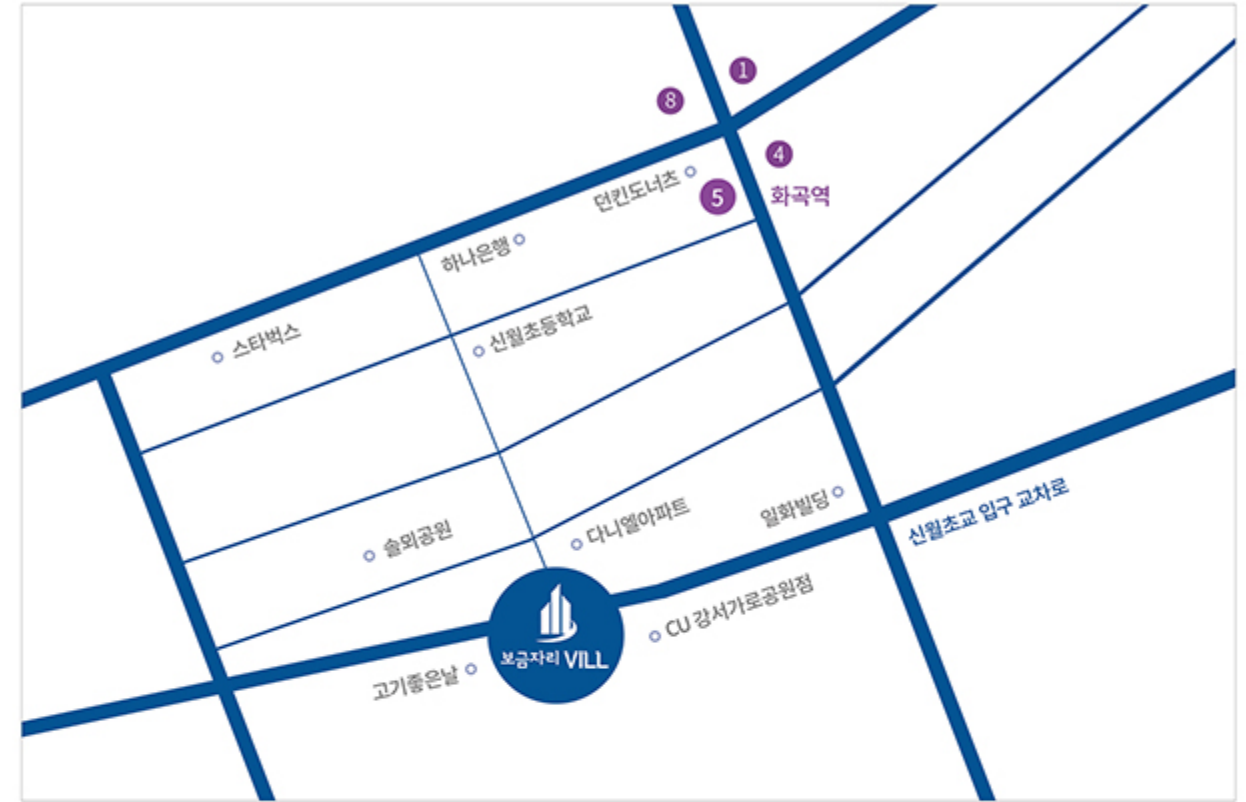 1
8
4
화곡역
5
던킨도너츠
하나은행
신월초등학교
스타벅스
일화빌딩
신월초교 입구 교차로
다니엘아파트
솔외공원
CU 강서가로공원점
보금자리 VILL
고기좋은날